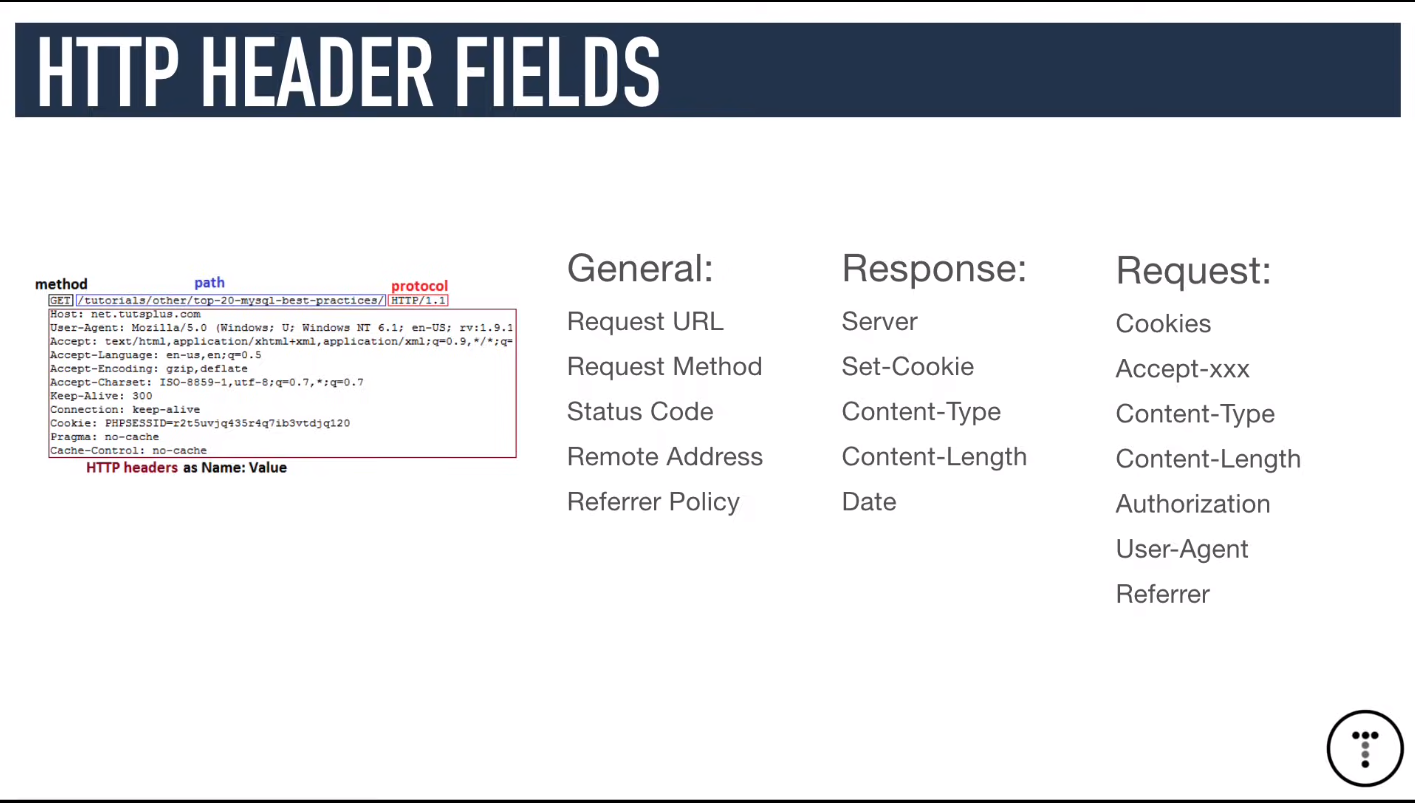 HTTP HEADER FIELDS
method path protocol
GET /tutorials/other/top-20-mysql-best-practices/ HTTP/1.1
Host: net.tutsplus.com
User-Agent: Mozilla/5.0 (Windows; U; Windows NT 6.1; en-US; rv:1.9.1
Accept: text/html,application/xhtml+xml,application/xml;q=0.9,*/*;q=
Accept-Language: en-us,en;q=0.5
Accept-Encoding: gzip,deflate
Accept-Charset: ISO-8859-1,utf-8;q=0.7,*;q=0.7
Keep-Alive: 300
Connection: keep-alive
Cookie: PHPSESSID=r2t5uvjq435r4q7ib3vtdjq120
Pragma: no-cache
Cache-Control: no-cache
HTTP headers as Name: Value
General:
Request URL
Request Method
Status Code
Remote Address
Referrer Policy
Response:
Server
Set-Cookie
Content-Type
Content-Length
Date
Request:
Cookies
Accept-xxx
Content-Type
Content-Length
Authorization
User-Agent
Referrer